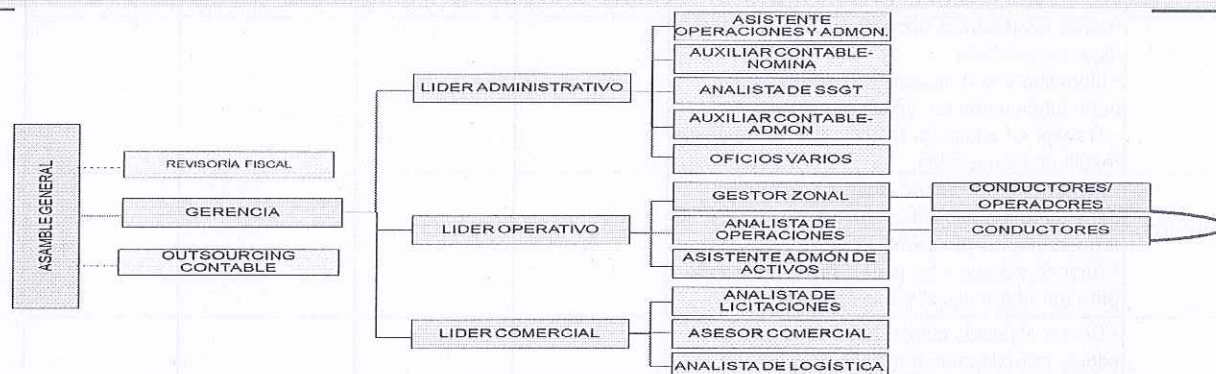 ASAMBLE GENERAL
REVISORÍA FISCAL
GERENCIA
OUTSOURCING
CONTABLE
LIDER ADMINISTRATIVO
ASISTENTE
OPERACIONES Y ADMON.
AUXILIAR CONTABLE-
NOMINA
ANALISTA DE SSGT
AUXILIAR CONTABLE-
ADMON
OFICIOS VARIOS
LIDER OPERATIVO
GESTOR ZONAL
CONDUCTORES/
OPERADORES
ANALISTA DE
OPERACIONES
CONDUCTORES
ASISTENTE ADMÓN DE
ACTIVOS
LIDER COMERCIAL
ANALISTA DE
LICITACIONES
ASESOR COMERCIAL
ANALISTA DE LOGÍSTICA